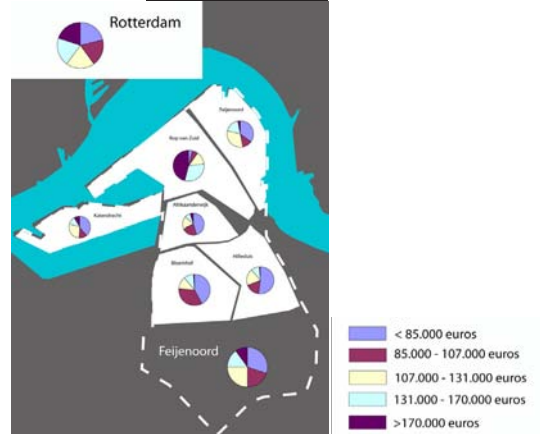 Rotterdam
Feijenoord
Kop van Zuid
Katendrecht
Afrikaanderwijk
Bloemhof
Hillesluis
Feijenoord
< 85.000 euros
85.000 - 107.000 euros
107.000 - 131.000 euros
131.000 - 170.000 euros
>170.000 euros